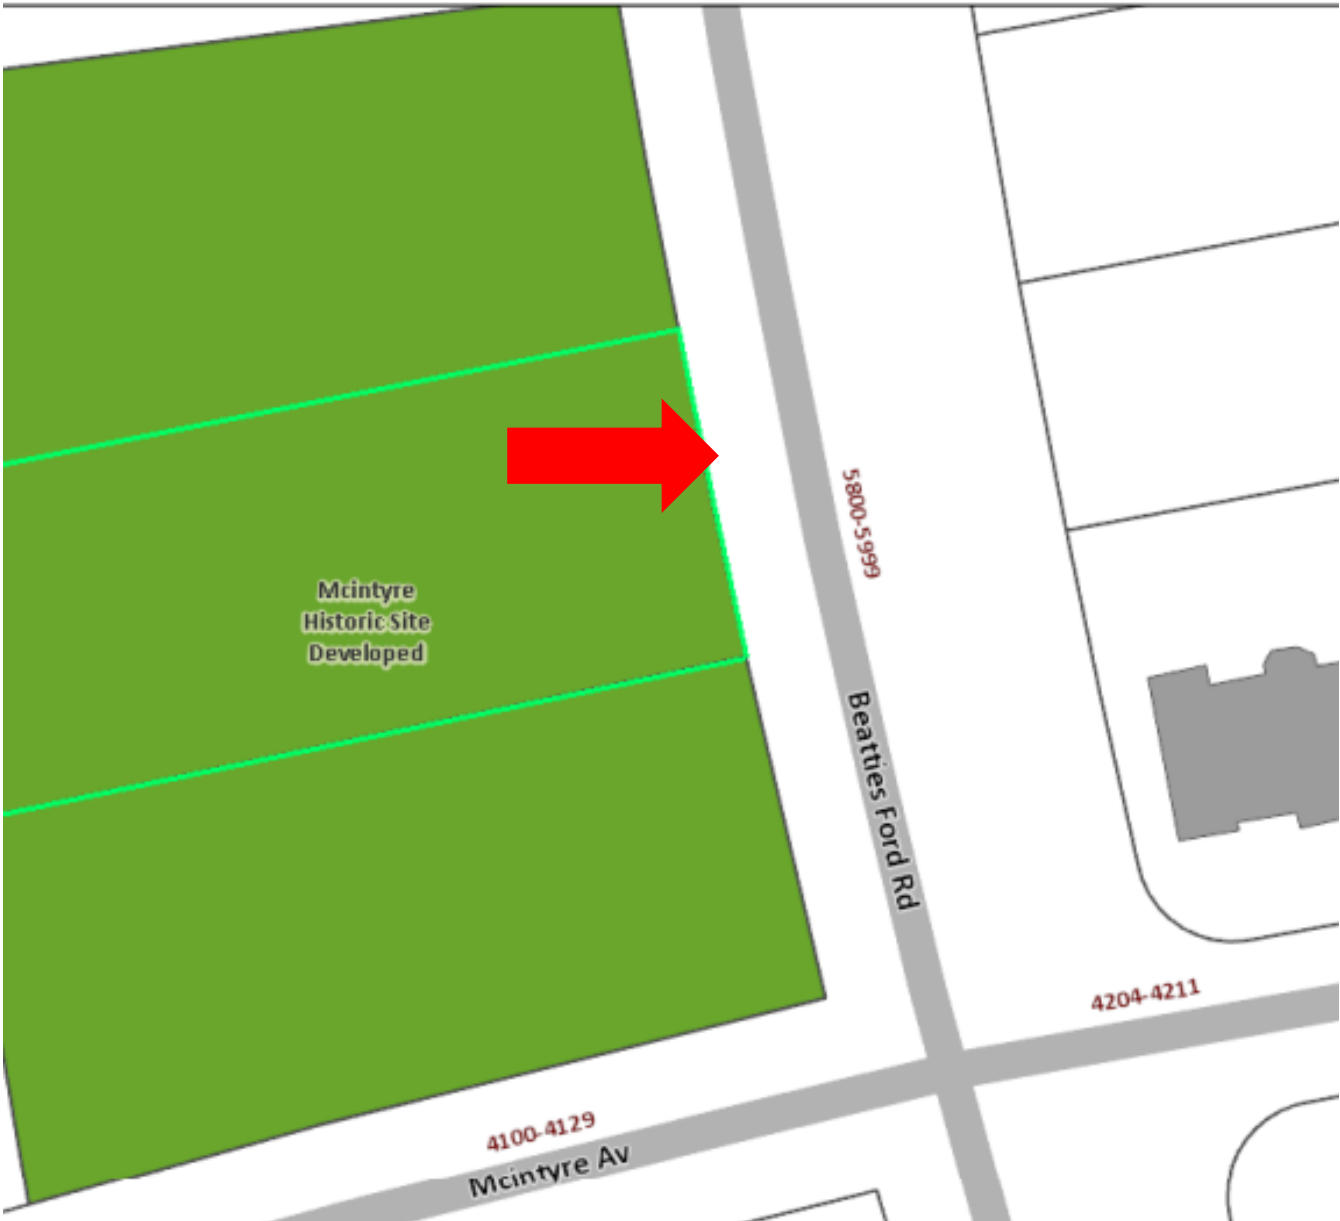 5800-5999
Mcintyre
Historic Site
Developed
Beatties Ford Rd
4204-4211
4100-4129
Mcintyre Av